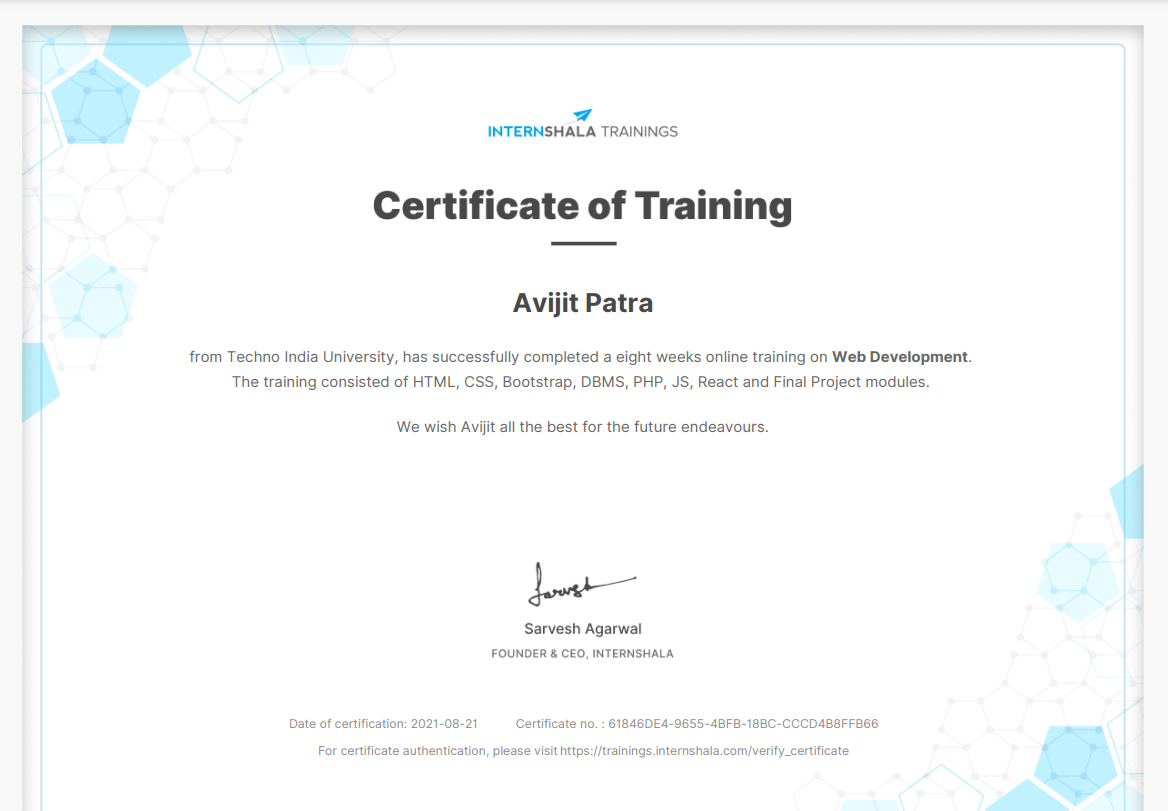 INTERNSHALA TRAININGS
Certificate of Training
Avijit Patra
from Techno India University, has successfully completed a eight weeks online training on Web Development.
The training consisted of HTML, CSS, Bootstrap, DBMS, PHP, JS, React and Final Project modules.
We wish Avijit all the best for the future endeavours.
Sarvesh
Sarvesh Agarwal
FOUNDER & CEO, INTERNSHALA
Date of certification: 2021-08-21 Certificate no. : 61846DE4-9655-4BFB-18BC-CCCD4B8FFB66
For certificate authentication, please visit https://trainings.internshala.com/verify_certificate